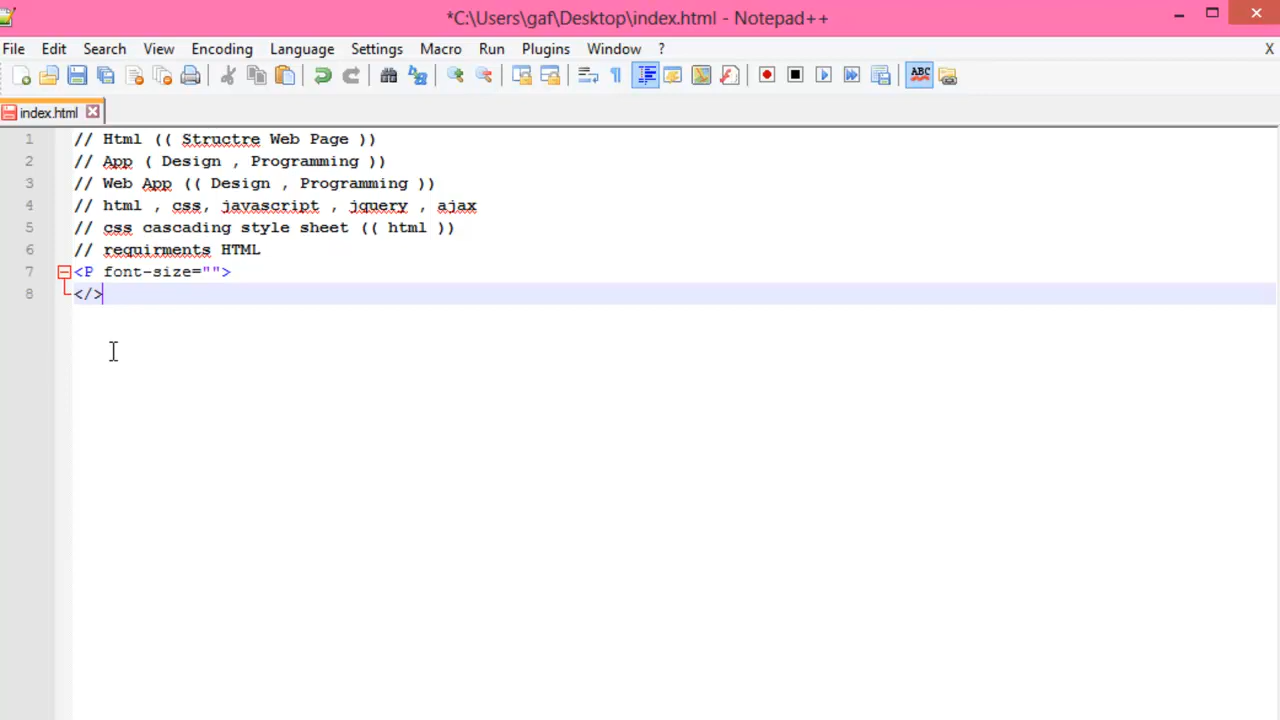 *C:\Users\gaf\Desktop\index.html - Notepad++
File Edit Search View Encoding Language Settings Macro Run Plugins Window ? X
ABC
index.html
1 // Html (( Structre Web Page ))
2 // App ( Design , Programming ))
3 // Web App (( Design , Programming ))
4 // html , css, javascript , jquery , ajax
5 // css cascading style sheet (( html ))
6 // requirments HTML
7 <P font-size="">
8 </>